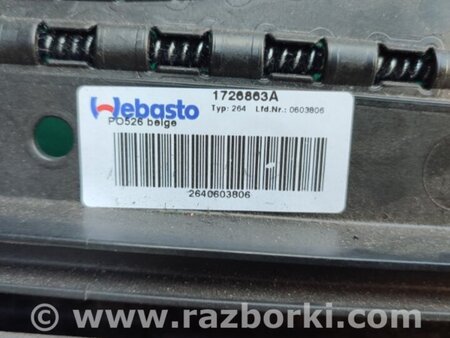 Webasto
1726863A
Typ: 264 Lfd.Nr.: 0603806
PO526 beige
2640603806
© www.razborki.com